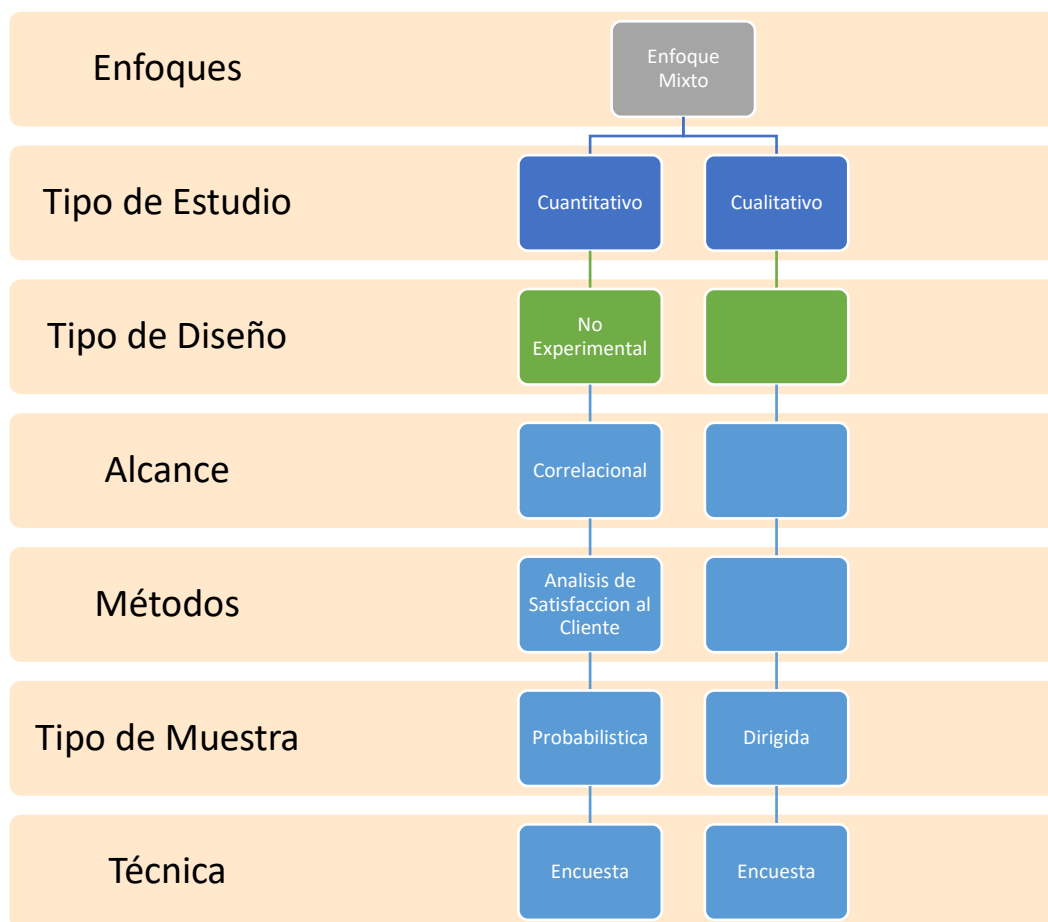 Enfoques
Enfoque
Mixto
Tipo de Estudio
Cuantitativo
Cualitativo
Tipo de Diseño
No
Experimental
Alcance
Correlacional
Métodos
Analisis de
Satisfaccion al
Cliente
Tipo de Muestra
Probabilistica
Dirigida
Técnica
Encuesta
Encuesta